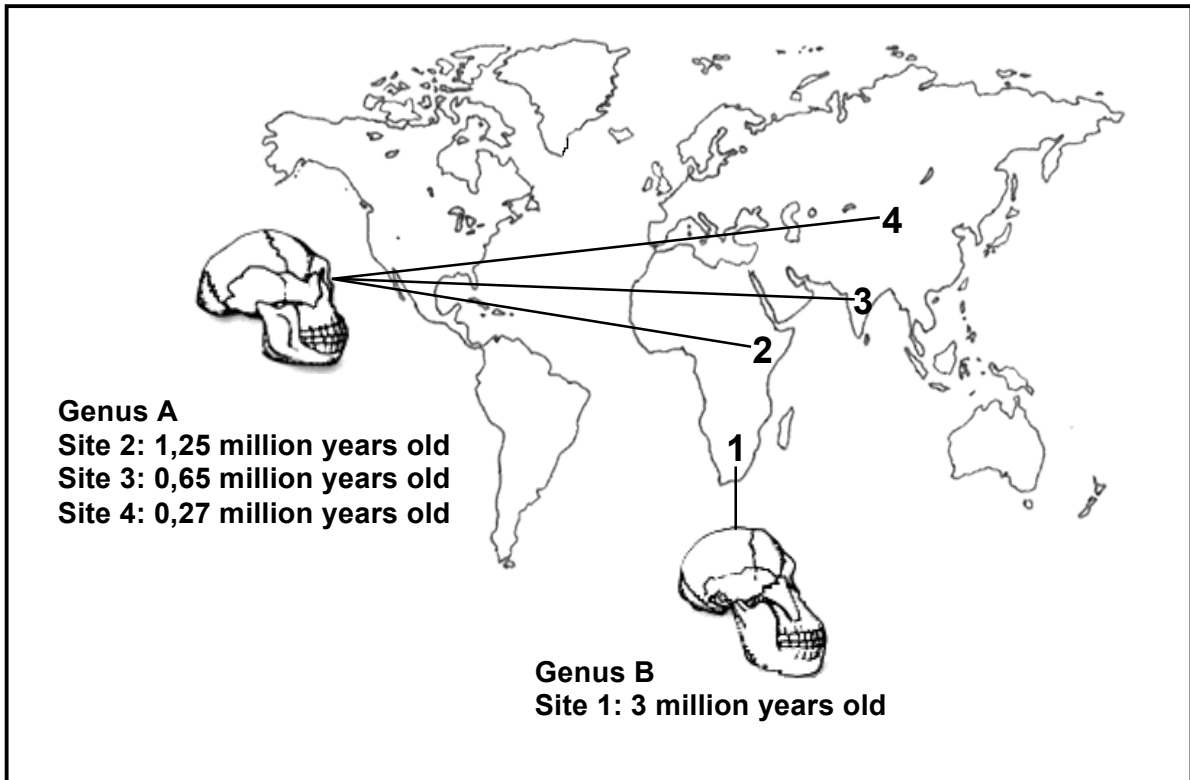 4
3
2
1
Genus A
Site 2: 1,25 million years old
Site 3: 0,65 million years old
Site 4: 0,27 million years old
Genus B
Site 1: 3 million years old